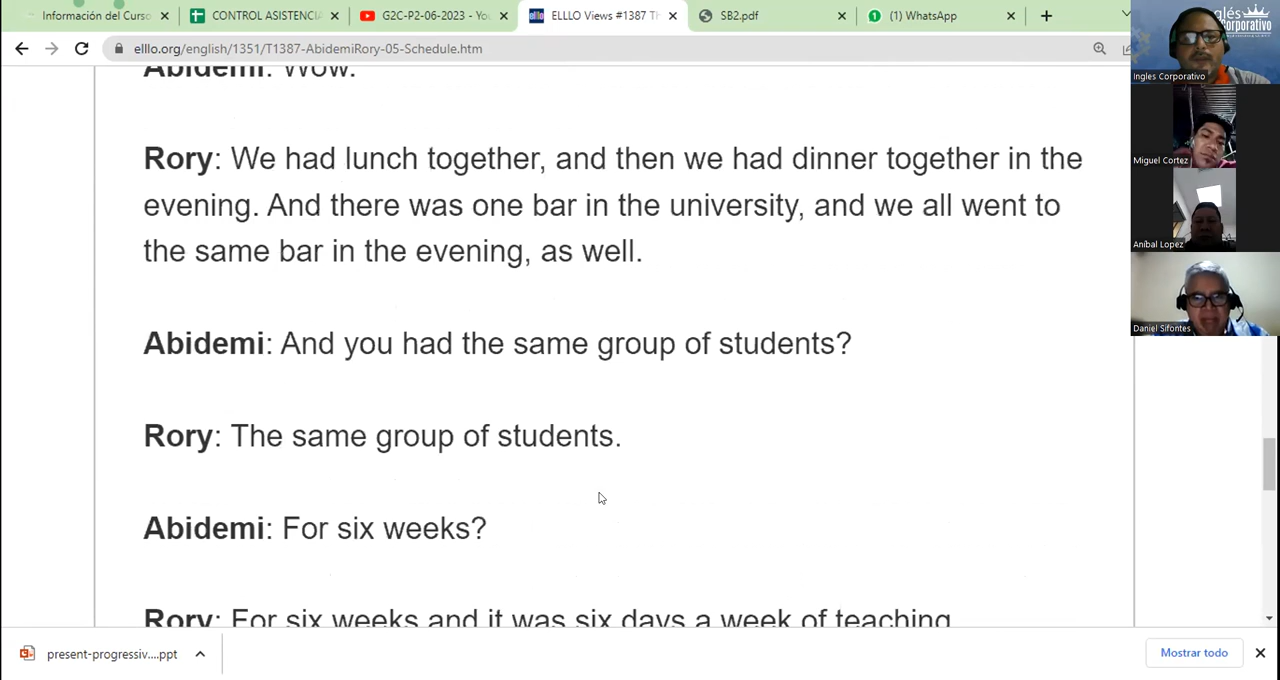 Información del Curso
CONTROL ASISTENCIA
G2C-P2-06-2023 - You
ELLLO Views #1387 Th
SB2.pdf
(1) WhatsApp
elllo.org/english/1351/T1387-AbidemiRory-05-Schedule.htm
glés
Corporativo
Ingles Corporativo
Miguel Cortez
Aníbal Lopez
Daniel Sifontes
Abidemi: Wow.
Rory: We had lunch together, and then we had dinner together in the
evening. And there was one bar in the university, and we all went to
the same bar in the evening, as well.
Abidemi: And you had the same group of students?
Rory: The same group of students.
Abidemi: For six weeks?
Rory: For six weeks and it was six days a week of teaching
present-progressiv....ppt
Mostrar todo